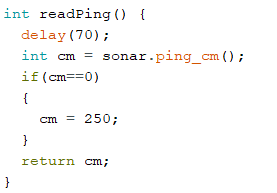 int readPing() {
  delay(70);
  int cm = sonar.ping_cm();
  if(cm==0)
  {
    cm = 250;
  }
  return cm;
}